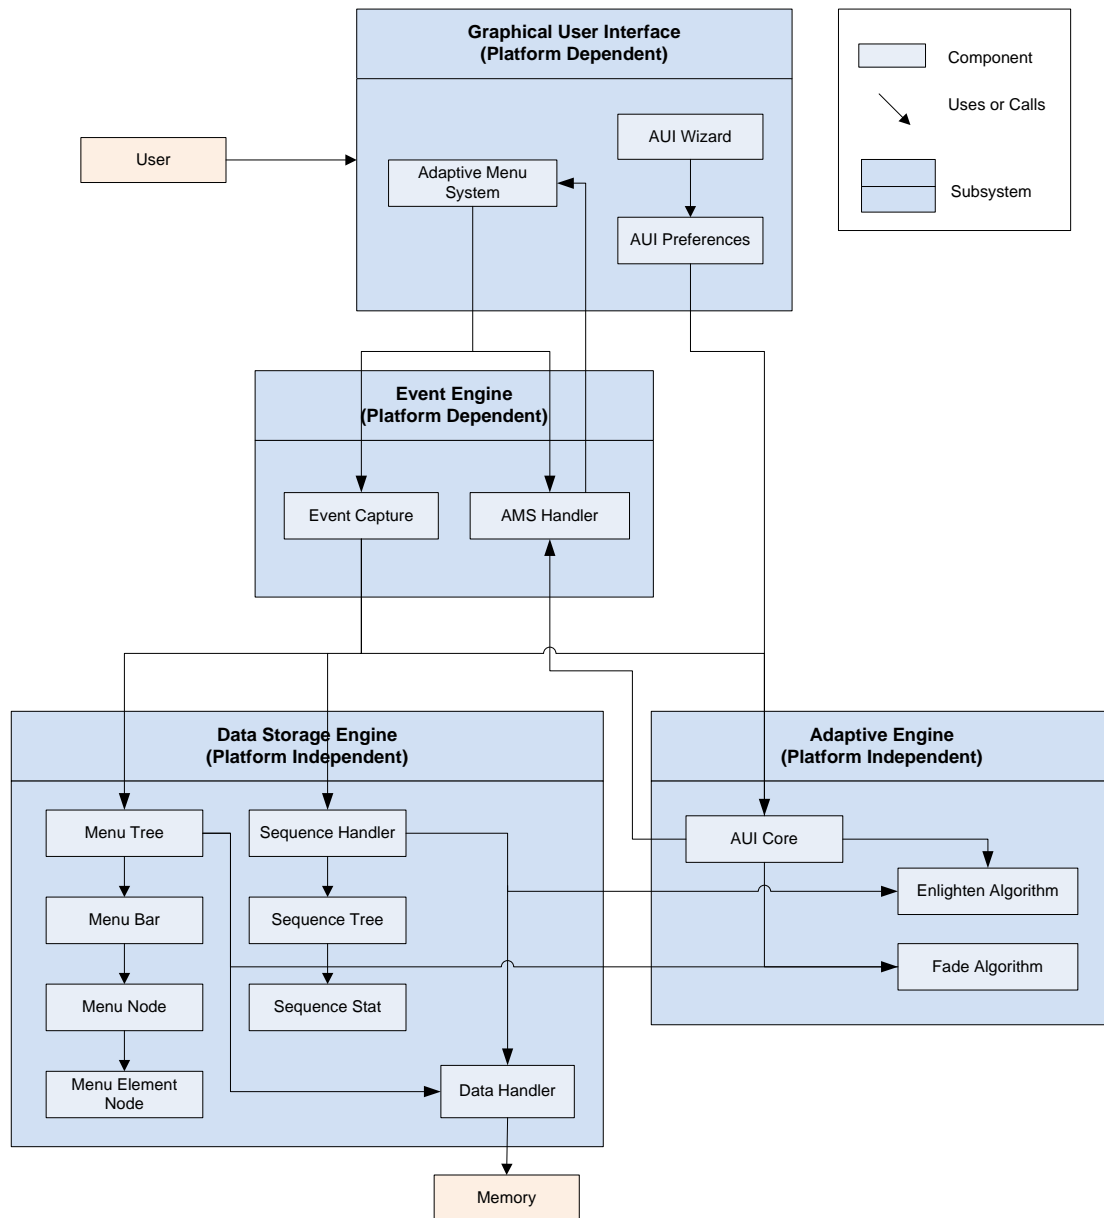 Graphical User Interface
(Platform Dependent)
Component
Uses or Calls
Subsystem
User
AUI Wizard
Adaptive Menu
System
AUI Preferences
Event Engine
(Platform Dependent)
Event Capture
AMS Handler
Data Storage Engine
(Platform Independent)
Adaptive Engine
(Platform Independent)
Menu Tree
Sequence Handler
AUI Core
Enlighten Algorithm
Menu Bar
Sequence Tree
Fade Algorithm
Menu Node
Sequence Stat
Menu Element
Node
Data Handler
Memory